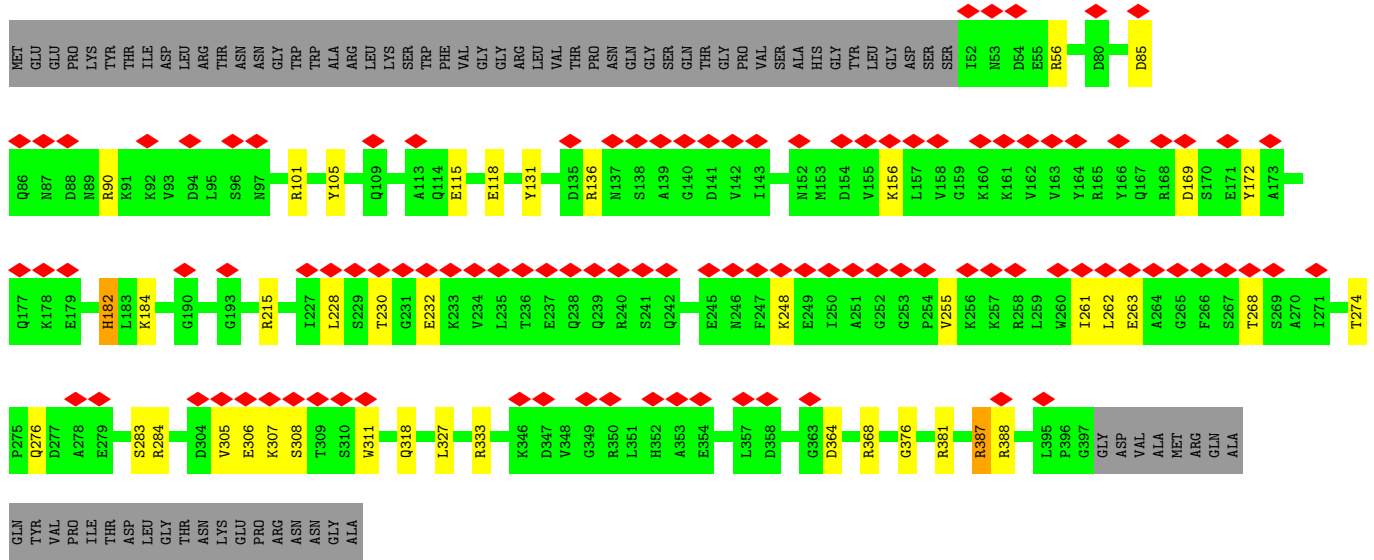 MET GLU GLU PRO LYS TYR THR ILE ASP LEU ARG THR ASN ASN GLY TRP TRP ALA ARG LEU LYS SER TRP PHE VAL GLY GLY ARG LEU VAL THR PRO ASN GLN GLY SER GLN THR GLY PRO VAL SER ALA HIS GLY TYR LEU GLY ASP SER SER I52 N53 D54 E55 R56 D80 D85
Q86 N87 D88 N89 R90 K91 K92 V93 D94 L95 S96 N97 R101 Y105 Q109 A113 Q114 E115 E118 Y131 D135 R136 N137 S138 A139 G140 D141 V142 I143 N152 M153 D154 V155 K156 L157 V158 G159 K160 K161 V162 V163 Y164 R165 Y166 Q167 R168 D169 S170 E171 Y172 A173
Q177 K178 E179 H182 L183 K184 G190 G193 R215 I227 L228 S229 T230 G231 E232 K233 V234 L235 T236 E237 Q238 Q239 R240 S241 Q242 E245 N246 F247 K248 E249 I250 A251 G252 G253 P254 V255 K256 K257 R258 L259 W260 I261 L262 E263 A264 G265 F266 S267 T268 S269 A270 I271 T274
P275 Q276 D277 A278 E279 S283 R284 D304 V305 E306 K307 S308 T309 S310 W311 Q318 L327 R333 K346 D347 V348 G349 R350 L351 H352 A353 E354 L357 D358 G363 D364 R368 G376 R381 R387 R388 L395 P396 G397 GLY ASP VAL ALA MET ARG GLN ALA
GLN TYR VAL PRO ILE THR ASP LEU GLY THR ASN LYS GLU PRO ARG ASN ASN GLY ALA